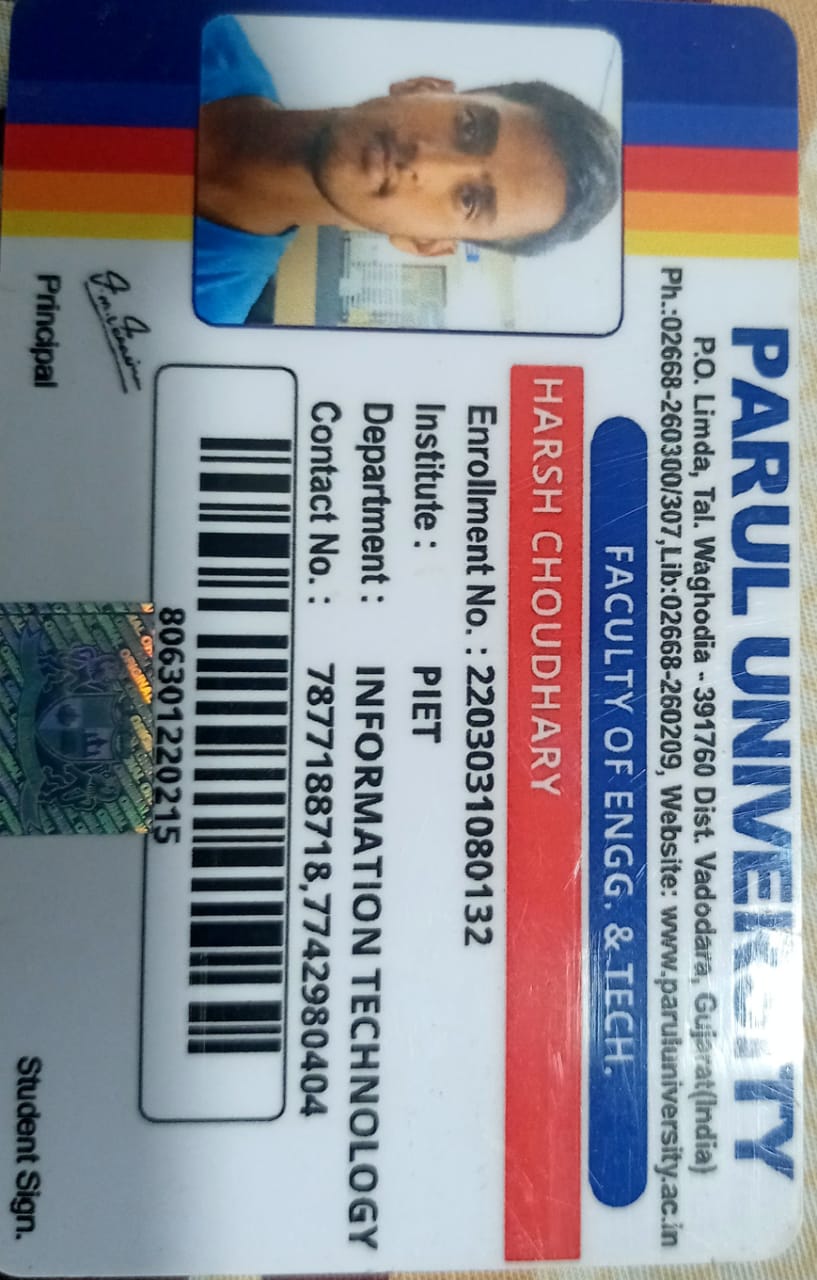 PARUL UNIVERSITY
P.O. Limda, Tal. Waghodia - 391760 Dist. Vadodara, Gujarat(India)
Ph.:02668-260300/307,Lib:02668-260209, Website: www.paruluniversity.ac.in
FACULTY OF ENGG. & TECH.
HARSH CHOUDHARY
Enrollment No. : 2203031080132
Institute : PIET
Department : INFORMATION TECHNOLOGY
Contact No. : 7877188718,7742980404
806301220215
ORIGINAL
Principal
Student Sign.